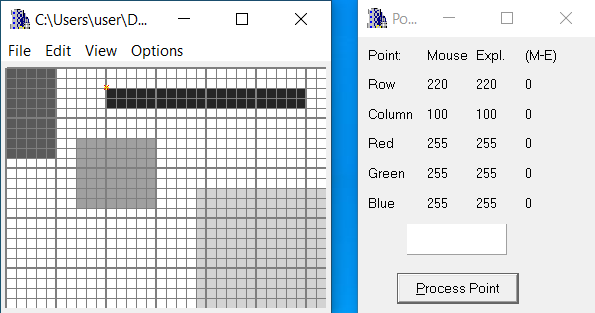 C:\Users\user\D...
File Edit View Options
Po...
Point: Mouse Expl. (M-E)
Row 220 220 0
Column 100 100 0
Red 255 255 0
Green 255 255 0
Blue 255 255 0
Process Point